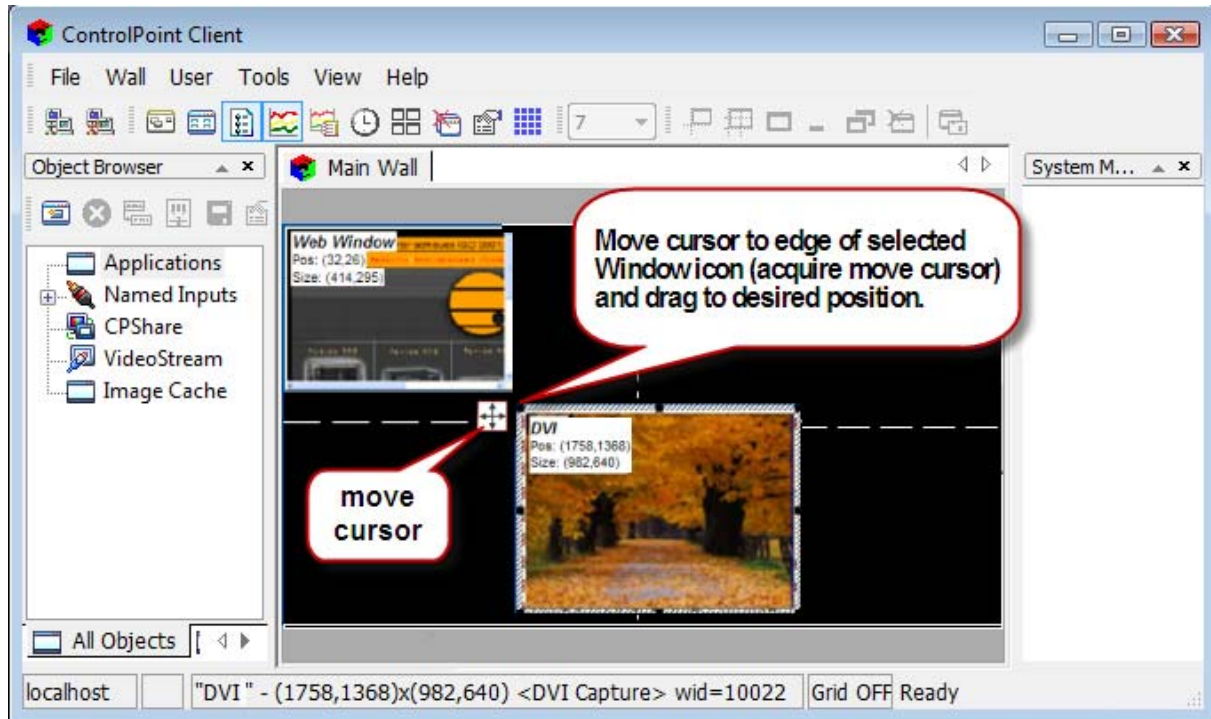 ControlPoint Client
File Wall User Tools View Help
7
Object Browser
Main Wall
System M...
Applications
Named Inputs
CPShare
VideoStream
Image Cache
Web Window
Pos: (32,26)
Size: (414,295)
Move cursor to edge of selected
Window icon (acquire move cursor)
and drag to desired position.
DVI
Pos: (1758,1368)
Size: (982,640)
move
cursor
All Objects
localhost
"DVI" - (1758,1368)x(982,640) <DVI Capture> wid=10022
Grid OFF Ready